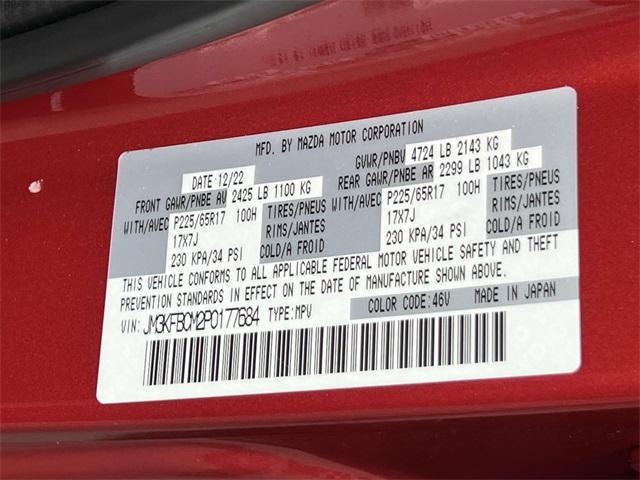 MFD. BY MAZDA MOTOR CORPORATION
DATE 12/22 GVWR/PNBV 4724 LB 2143 KG
FRONT GAWR/PNBE AV 2425 LB 1100 KG REAR GAWR/PNBE AR 2299 LB 1043 KG
WITH/AVEC P225/65R17 100H TIRES/PNEUS WITH/AVEC P225/65R17 100H TIRES/PNEUS
17X7J RIMS/JANTES 17X7J RIMS/JANTES
230 KPA/34 PSI COLD/A FROID 230 KPA/34 PSI COLD/A FROID
THIS VEHICLE CONFORMS TO ALL APPLICABLE FEDERAL MOTOR VEHICLE SAFETY AND THEFT
PREVENTION STANDARDS IN EFFECT ON THE DATE OF MANUFACTURE SHOWN ABOVE.
VIN: JM3KFBCM2P0177684 TYPE: MPV COLOR CODE:46V MADE IN JAPAN